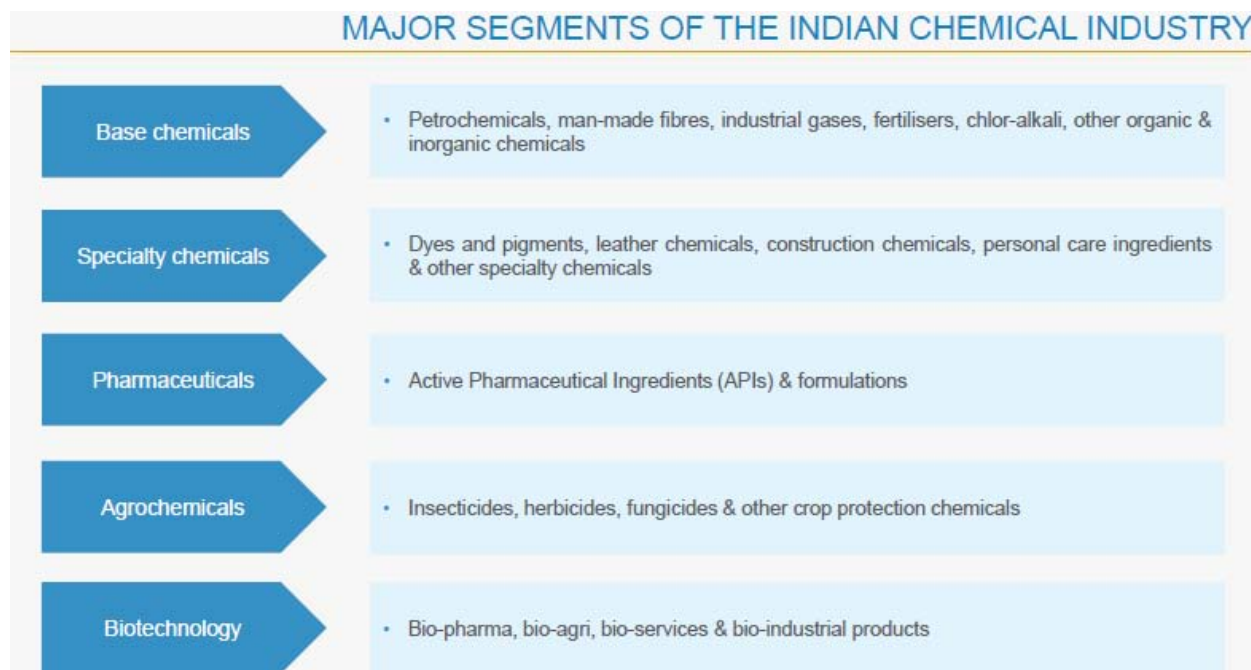 MAJOR SEGMENTS OF THE INDIAN CHEMICAL INDUSTRY
Base chemicals
• Petrochemicals, man-made fibres, industrial gases, fertilisers, chlor-alkali, other organic &
inorganic chemicals
Specialty chemicals
• Dyes and pigments, leather chemicals, construction chemicals, personal care ingredients
& other specialty chemicals
Pharmaceuticals
• Active Pharmaceutical Ingredients (APIs) & formulations
Agrochemicals
• Insecticides, herbicides, fungicides & other crop protection chemicals
Biotechnology
• Bio-pharma, bio-agri, bio-services & bio-industrial products